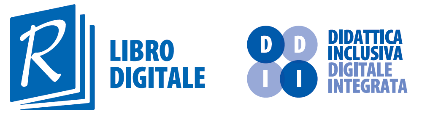 R
LIBRO
DIGITALE
D D
I I
DIDATTICA
INCLUSIVA
DIGITALE
INTEGRATA